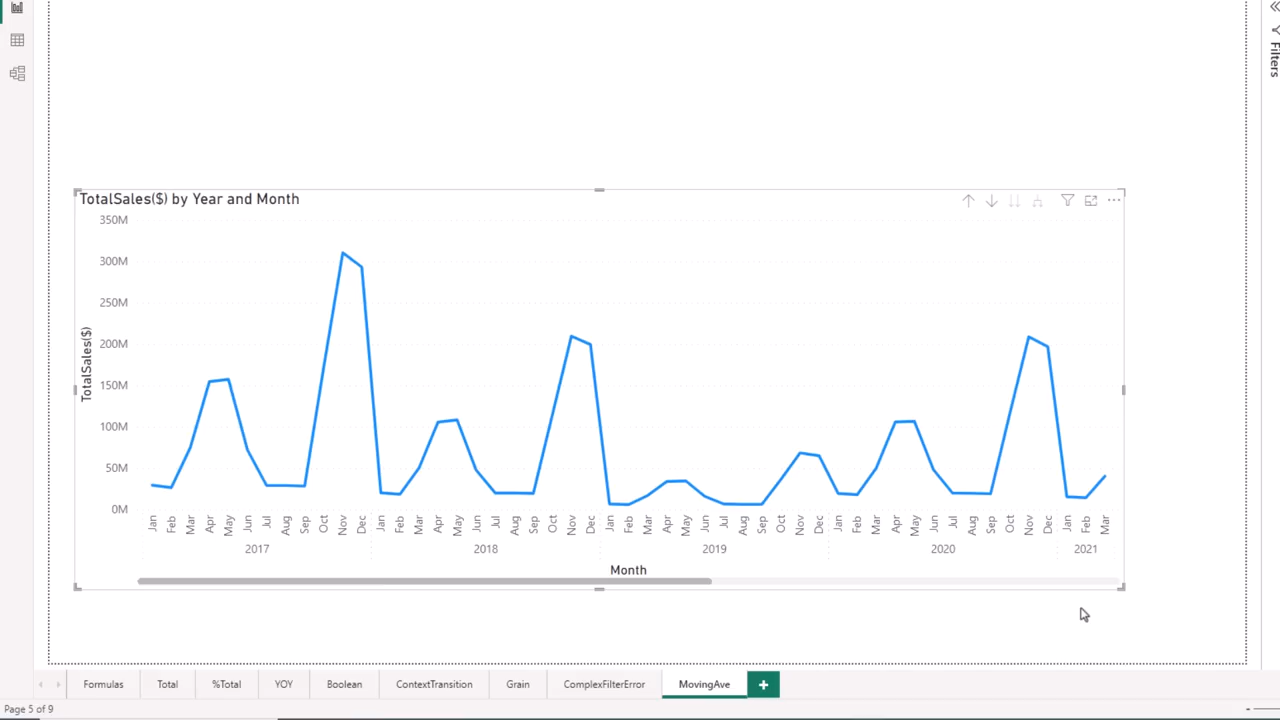 Filters
TotalSales($) by Year and Month
TotalSales($)
350M
300M
250M
200M
150M
100M
50M
0M
Jan Feb Mar Apr May Jun Jul Aug Sep Oct Nov Dec Jan Feb Mar Apr May Jun Jul Aug Sep Oct Nov Dec Jan Feb Mar Apr May Jun Jul Aug Sep Oct Nov Dec Jan Feb Mar Apr May Jun Jul Aug Sep Oct Nov Dec Jan Feb Mar
2017 2018 2019 2020 2021
Month
Formulas Total %Total YOY Boolean ContextTransition Grain ComplexFilterError MovingAve +
Page 5 of 9